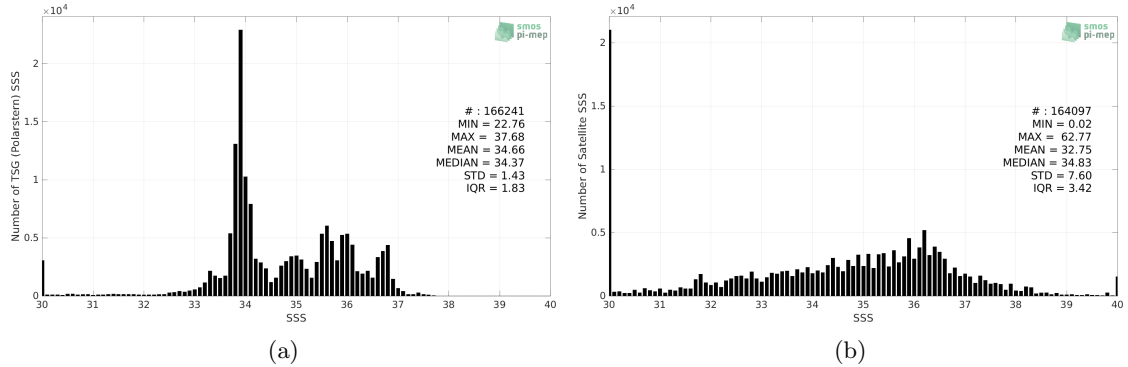 ×10⁴
smos
pi-mep
Number of TSG (Polarstern) SSS
2
1.5
1
0.5
0
# : 166241
MIN = 22.76
MAX = 37.68
MEAN = 34.66
MEDIAN = 34.37
STD = 1.43
IQR = 1.83
30 31 32 33 34 35 36 37 38 39 40
SSS
(a)
×10⁴
smos
pi-mep
Number of Satellite SSS
2
1.5
1
0.5
0
# : 164097
MIN = 0.02
MAX = 62.77
MEAN = 32.75
MEDIAN = 34.83
STD = 7.60
IQR = 3.42
30 31 32 33 34 35 36 37 38 39 40
SSS
(b)